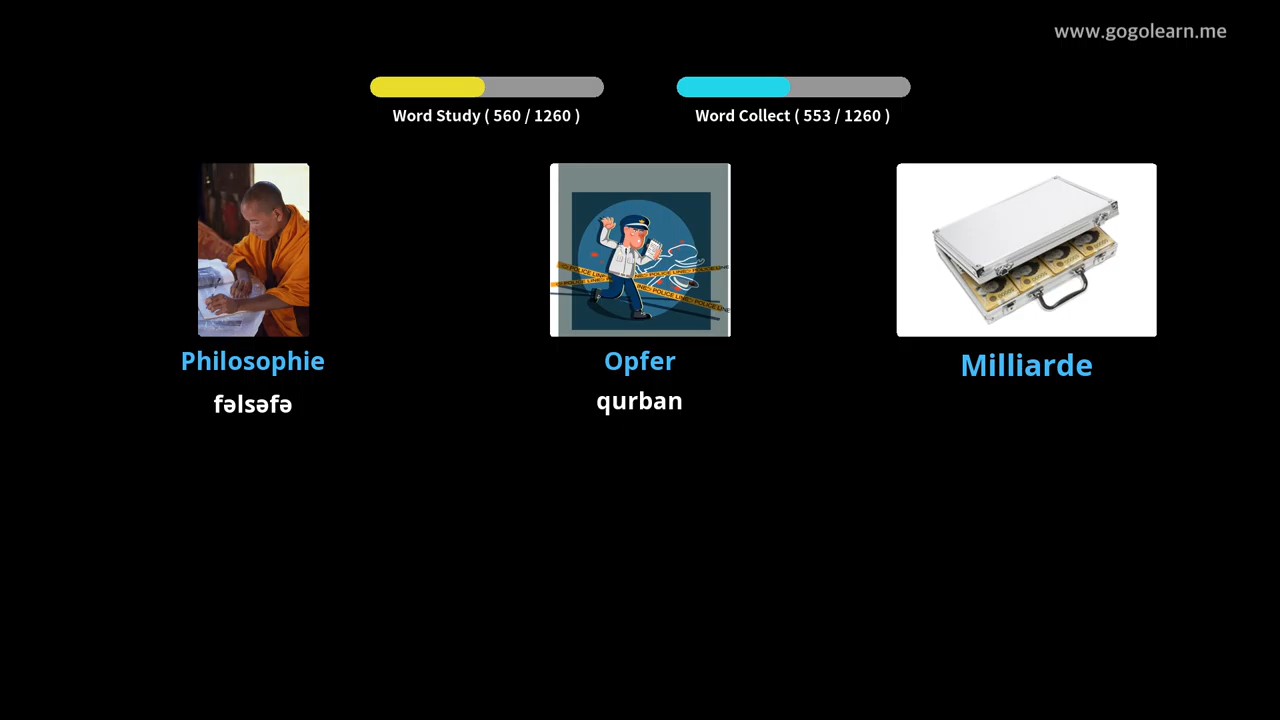 www.gogolearn.me
Word Study ( 560 / 1260 )
Word Collect ( 553 / 1260 )
Philosophie
fəlsəfə
Opfer
qurban
Milliarde